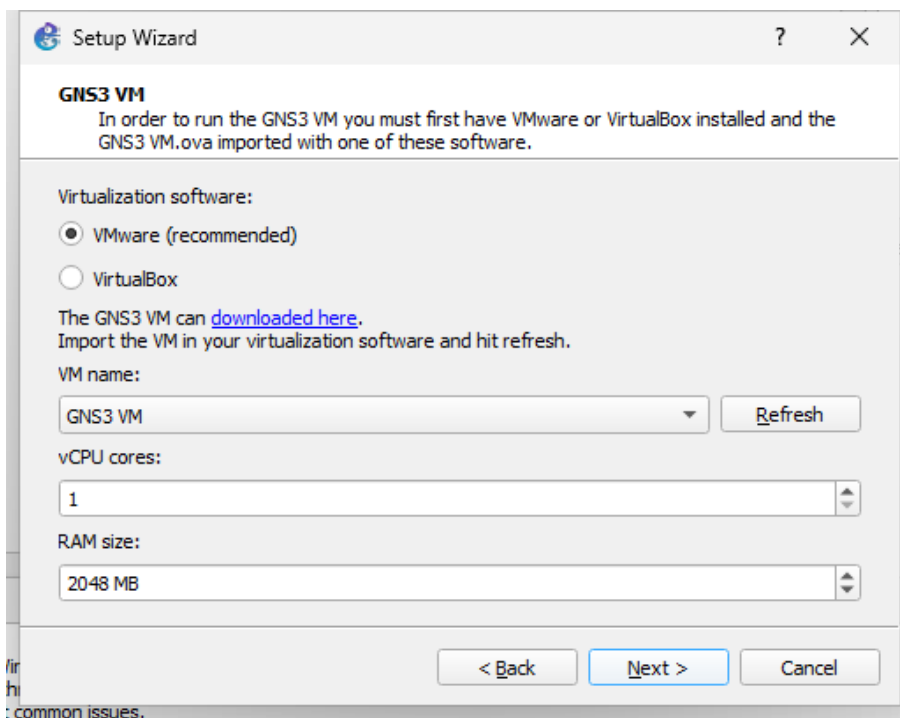 Setup Wizard
?
GNS3 VM
In order to run the GNS3 VM you must first have VMware or VirtualBox installed and the
GNS3 VM.ova imported with one of these software.
Virtualization software:
VMware (recommended)
VirtualBox
The GNS3 VM can downloaded here.
Import the VM in your virtualization software and hit refresh.
VM name:
GNS3 VM
Refresh
vCPU cores:
1
RAM size:
2048 MB
< Back Next > Cancel
common issues.